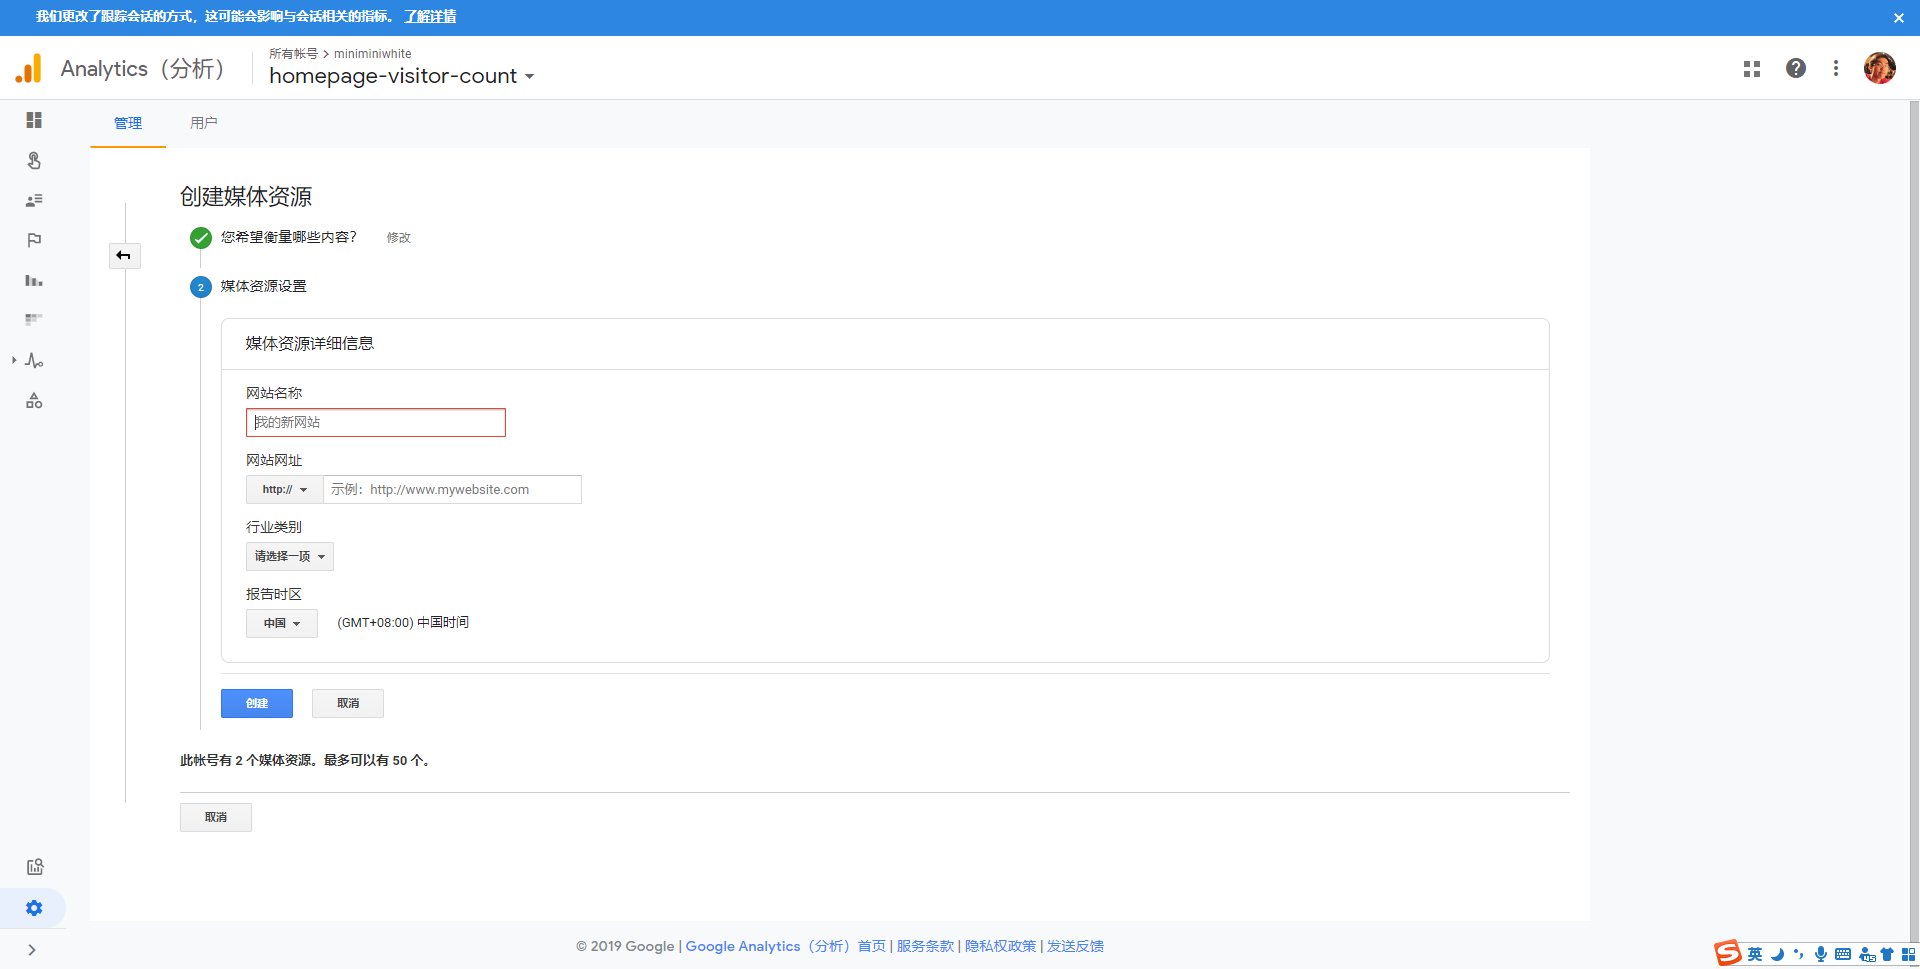 我们更改了跟踪会话的方式，这可能会影响与会话相关的指标。 了解详情
Analytics（分析）
所有帐号 > miniminiwhite
homepage-visitor-count
管理 用户
创建媒体资源
您希望衡量哪些内容？ 修改
2 媒体资源设置
媒体资源详细信息
网站名称
我的新网站
网站网址
http:// 示例：http://www.mywebsite.com
行业类别
请选择一项
报告时区
中国 (GMT+08:00) 中国时间
创建 取消
此帐号有 2 个媒体资源。最多可以有 50 个。
取消
© 2019 Google | Google Analytics（分析）首页 | 服务条款 | 隐私权政策 | 发送反馈
S 英